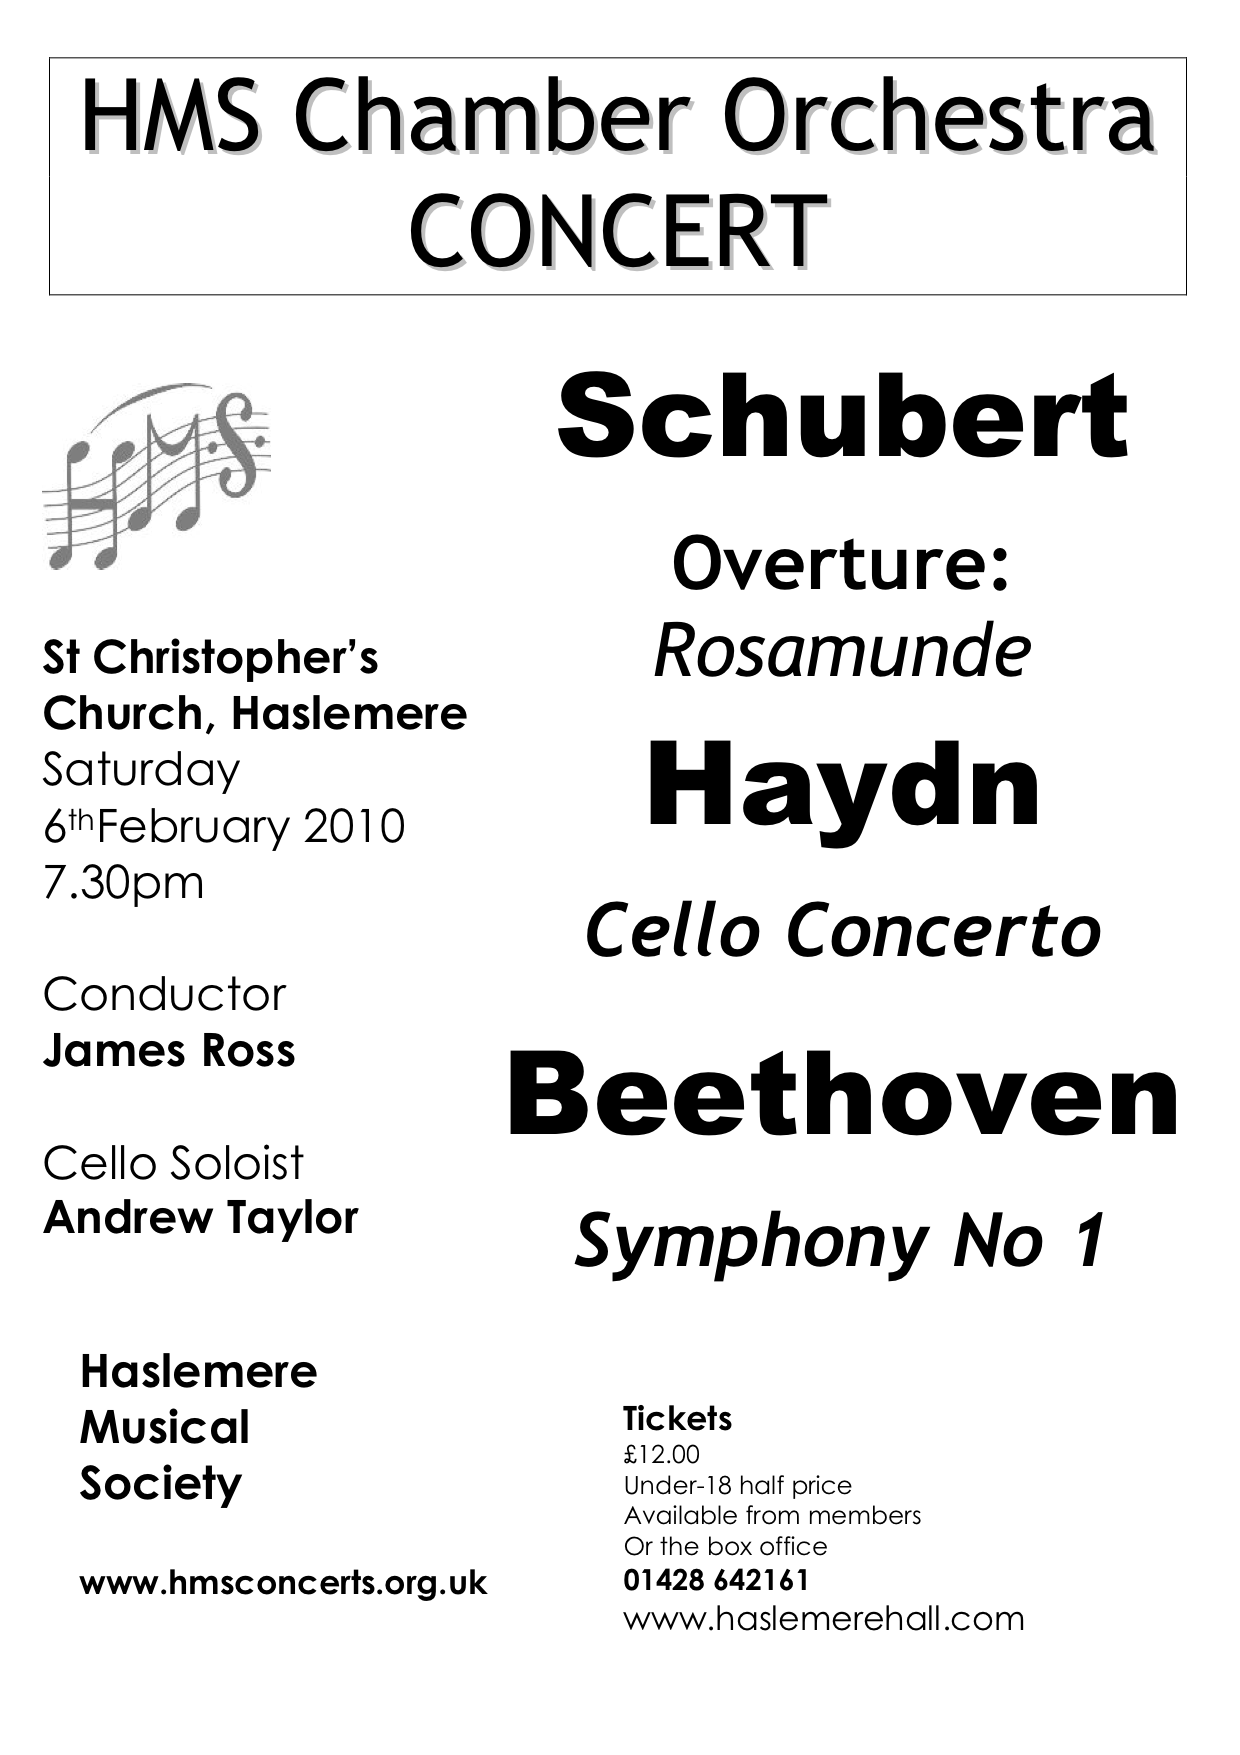 HMS Chamber Orchestra
CONCERT
HMS
St Christopher’s
Church, Haslemere
Saturday
6thFebruary 2010
7.30pm
Conductor
James Ross
Cello Soloist
Andrew Taylor
Schubert
Overture:
Rosamunde
Haydn
Cello Concerto
Beethoven
Symphony No 1
Haslemere
Musical
Society
www.hmsconcerts.org.uk
Tickets
£12.00
Under-18 half price
Available from members
Or the box office
01428 642161
www.haslemerehall.com